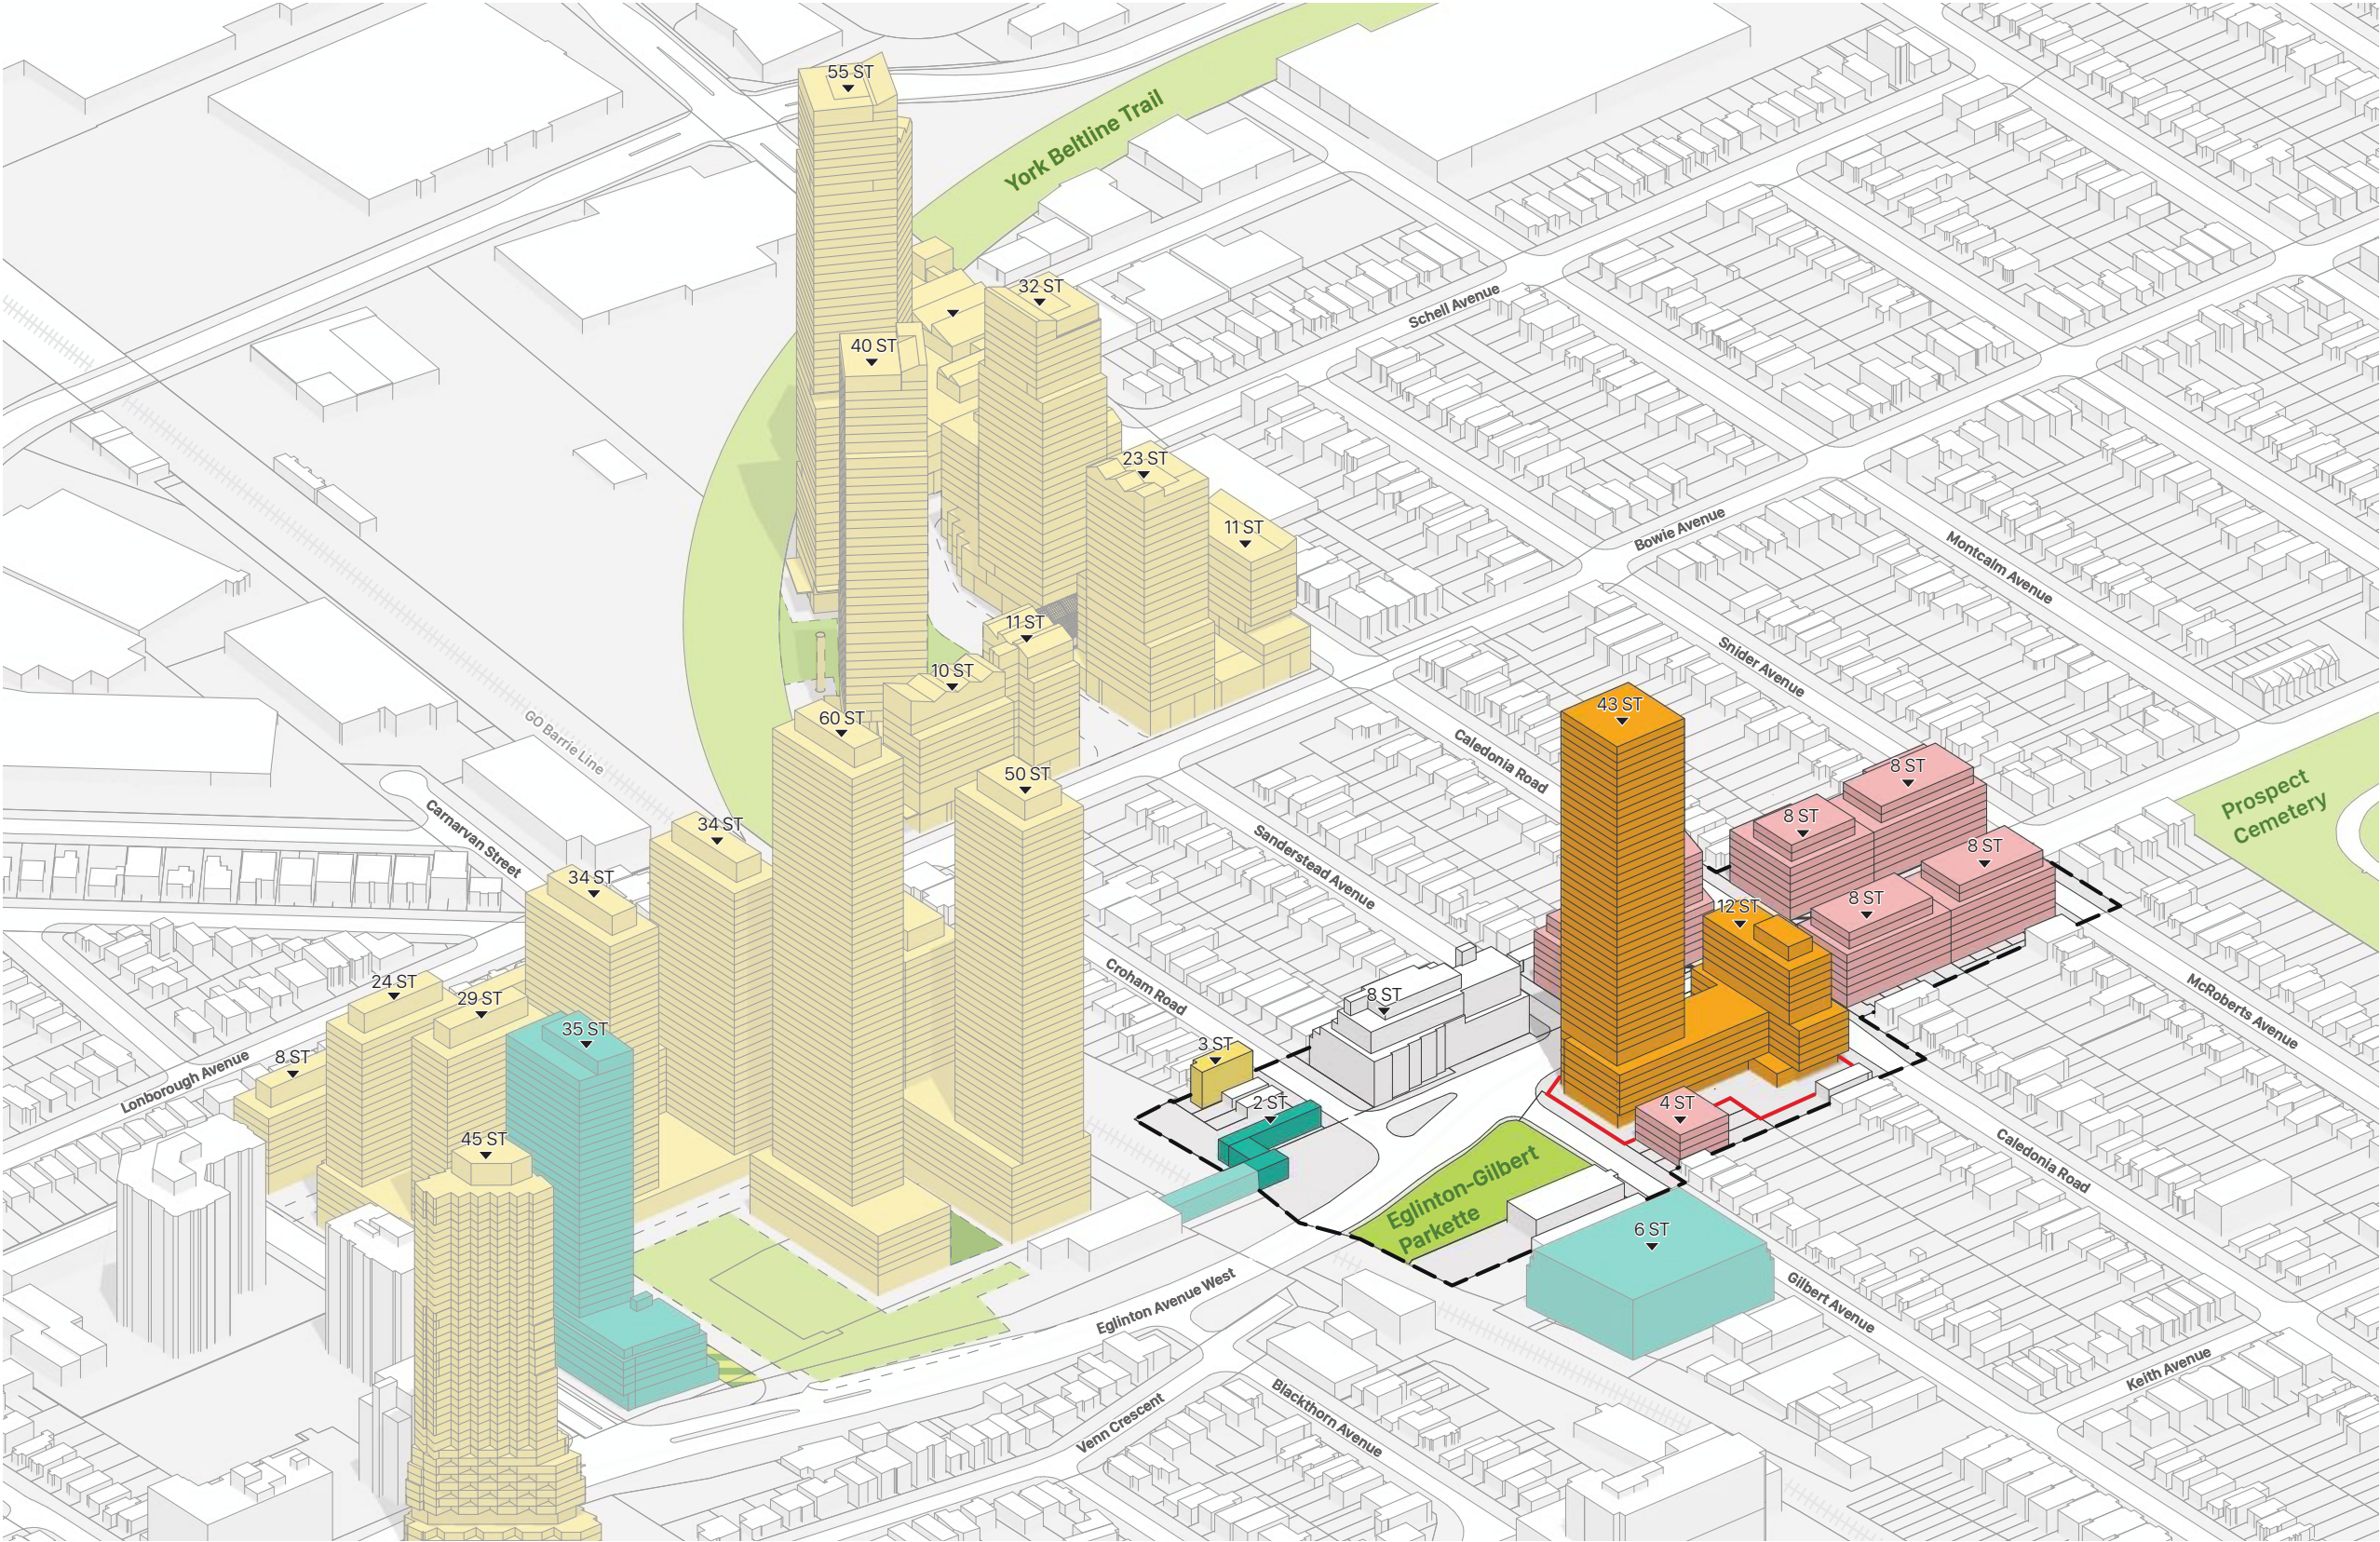 55 ST
York Beltline Trail
32 ST
Schell Avenue
40 ST
23 ST
11 ST
Bowie Avenue
Montcalm Avenue
11 ST
Snider Avenue
10 ST
60 ST
43 ST
GO Barrie Line
Caledonia Road
50 ST
8 ST
Prospect
Cemetery
34 ST
8 ST
Carnarvan Street
8 ST
Sanderstead Avenue
34 ST
8 ST
12 ST
24 ST
29 ST
Croham Road
8 ST
McRoberts Avenue
35 ST
3 ST
8 ST
Lonborough Avenue
2 ST
4 ST
45 ST
Caledonia Road
Eglinton-Gilbert
Parkette
6 ST
Eglinton Avenue West
Gilbert Avenue
Keith Avenue
Venn Crescent
Blackthorn Avenue